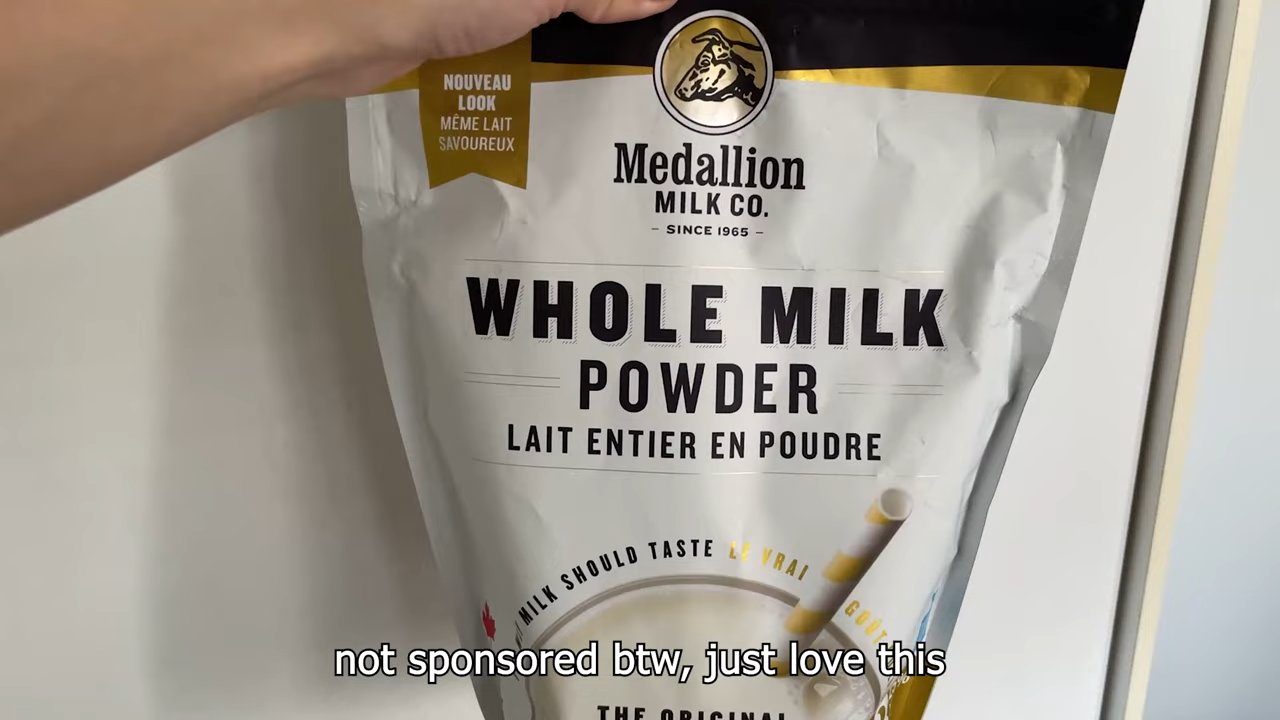 NOUVEAU
LOOK
MÊME LAIT
SAVOUREUX
Medallion
MILK CO.
– SINCE 1965 –
WHOLE MILK
POWDER
LAIT ENTIER EN POUDRE
MILK SHOULD TASTE LE VRAI GOÛT
not sponsored btw, just love this
THE ORIGINAL